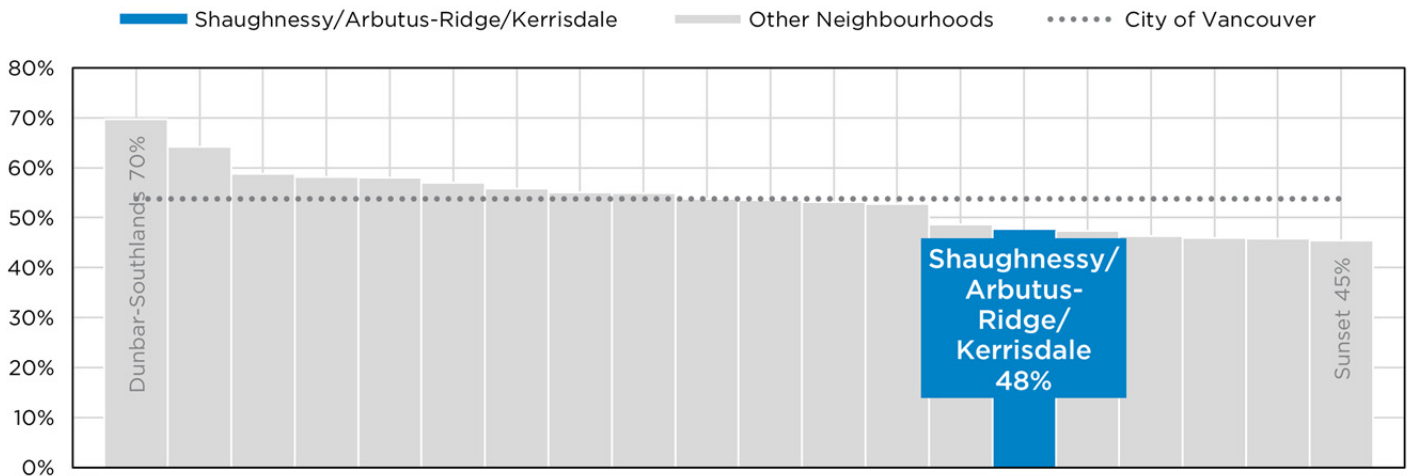 Shaughnessy/Arbutus-Ridge/Kerrisdale Other Neighbourhoods City of Vancouver
80%
70%
60%
50%
40%
30%
20%
10%
0%
Dunbar-Southlands 70%
Shaughnessy/
Arbutus-
Ridge/
Kerrisdale
48%
Sunset 45%